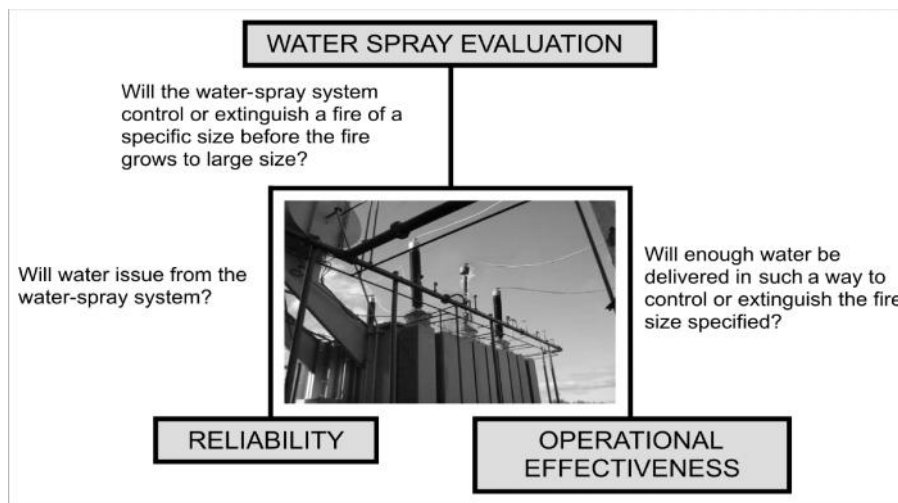 WATER SPRAY EVALUATION
Will the water-spray system
control or extinguish a fire of a
specific size before the fire
grows to large size?
Will water issue from the
water-spray system?
Will enough water be
delivered in such a way to
control or extinguish the fire
size specified?
RELIABILITY
OPERATIONAL
EFFECTIVENESS